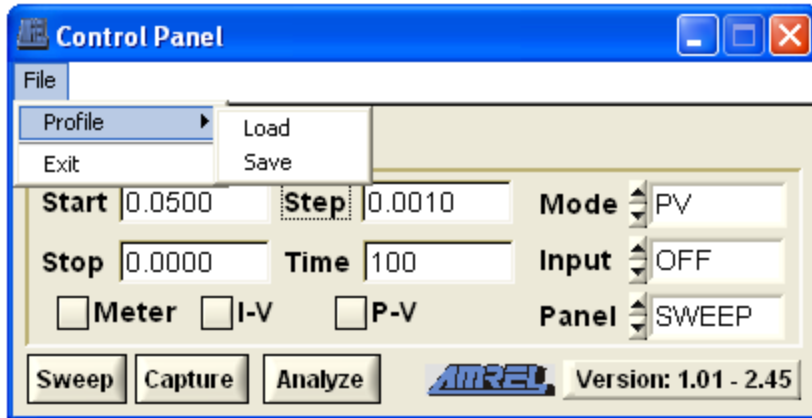 Control Panel
File
Profile
Load
Exit
Save
Start 0.0500 Step 0.0010 Mode PV
Stop 0.0000 Time 100 Input OFF
Meter I-V P-V Panel SWEEP
Sweep Capture Analyze AMREL Version: 1.01 - 2.45